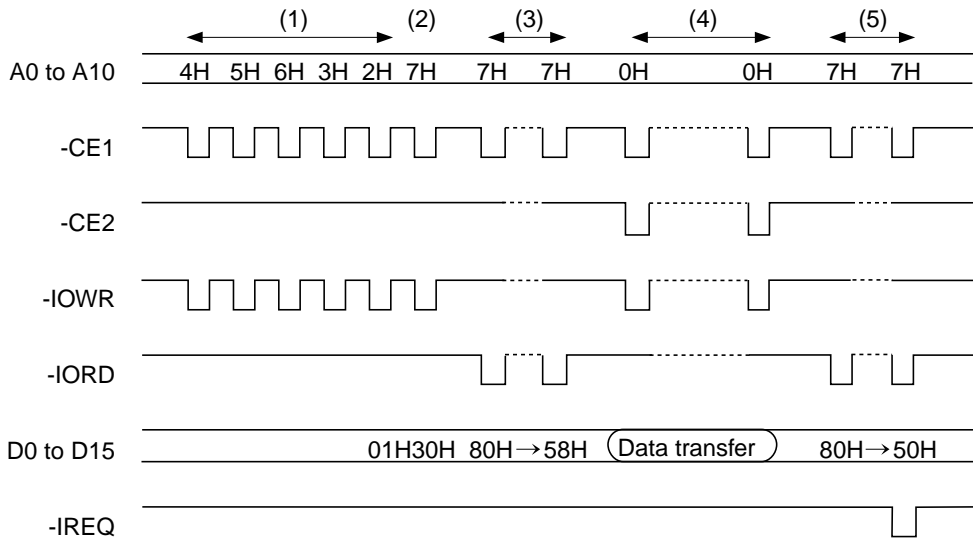 (1) (2) (3) (4) (5)
A0 to A10 4H 5H 6H 3H 2H 7H 7H 7H 0H 0H 7H 7H
-CE1
-CE2
-IOWR
-IORD
D0 to D15 01H30H 80H→58H Data transfer 80H→50H
-IREQ